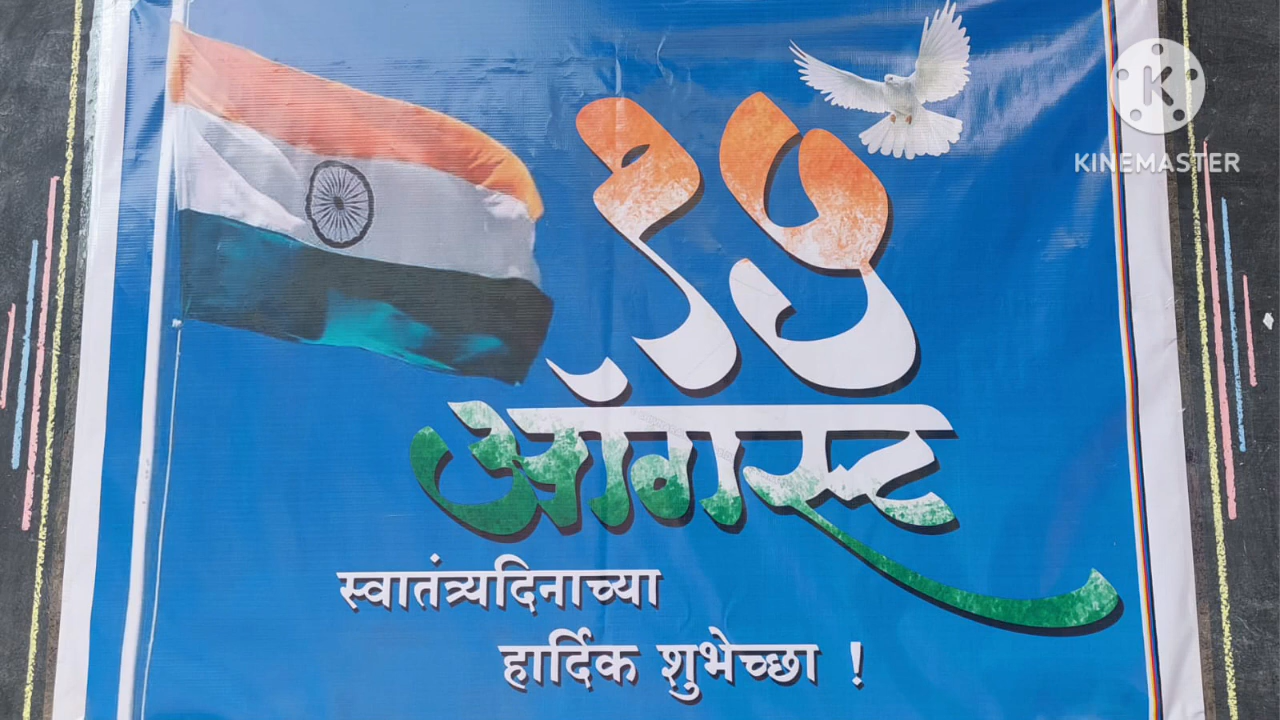 १५
ऑगस्ट
स्वातंत्र्यदिनाच्या
हार्दिक शुभेच्छा !
K
KINEMASTER